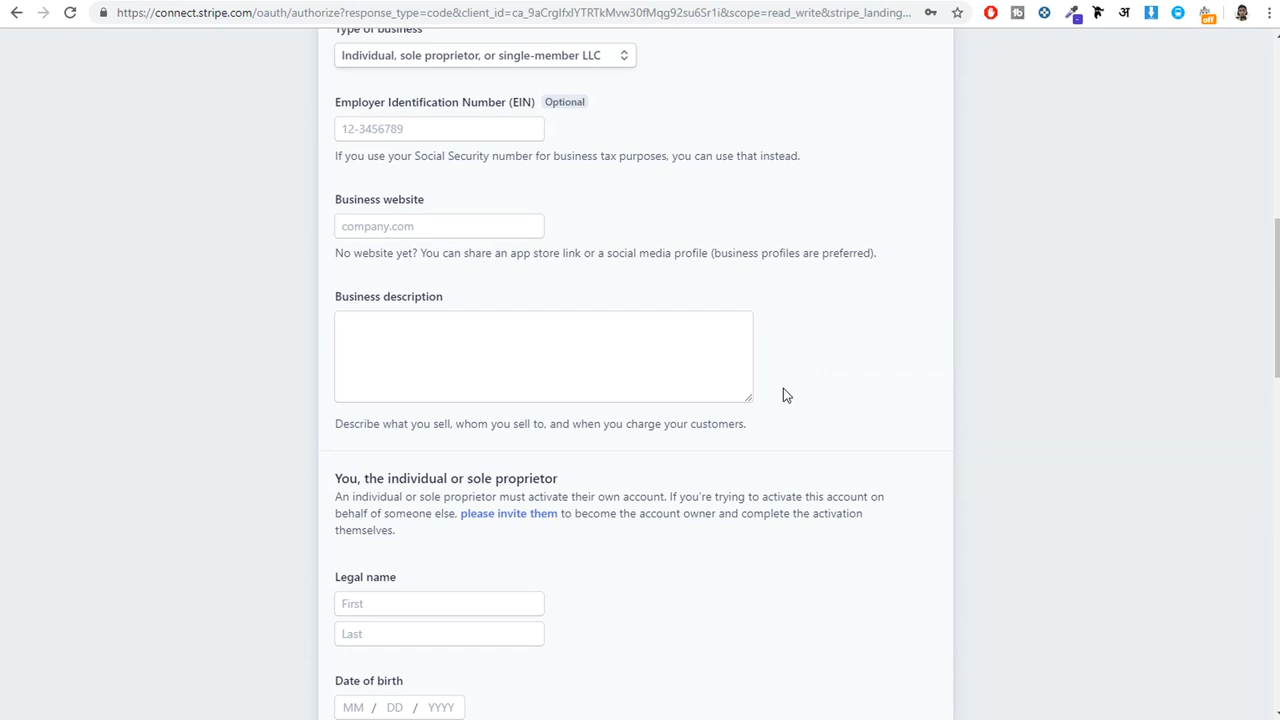 https://connect.stripe.com/oauth/authorize?response_type=code&client_id=ca_9aCrgIfxIYTRTkMvw30fMqg92su6Sr1i&scope=read_write&stripe_landing...
off
Type of business
Individual, sole proprietor, or single-member LLC
Employer Identification Number (EIN) Optional
12-3456789
If you use your Social Security number for business tax purposes, you can use that instead.
Business website
company.com
No website yet? You can share an app store link or a social media profile (business profiles are preferred).
Business description
Describe what you sell, whom you sell to, and when you charge your customers.
You, the individual or sole proprietor
An individual or sole proprietor must activate their own account. If you’re trying to activate this account on
behalf of someone else, please invite them to become the account owner and complete the activation
themselves.
Legal name
First
Last
Date of birth
MM / DD / YYYY